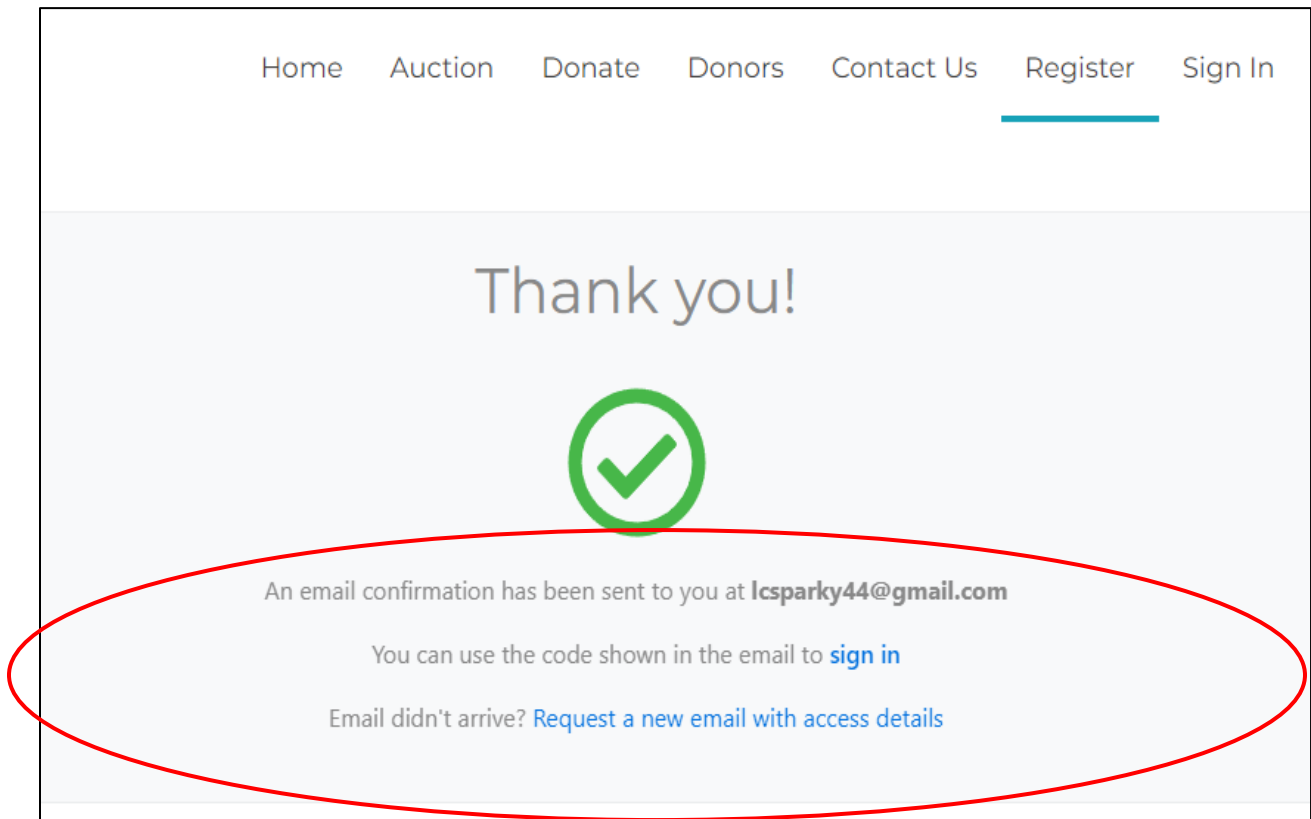 Home Auction Donate Donors Contact Us Register Sign In
Thank you!
An email confirmation has been sent to you at lcsparky44@gmail.com
You can use the code shown in the email to sign in
Email didn't arrive? Request a new email with access details